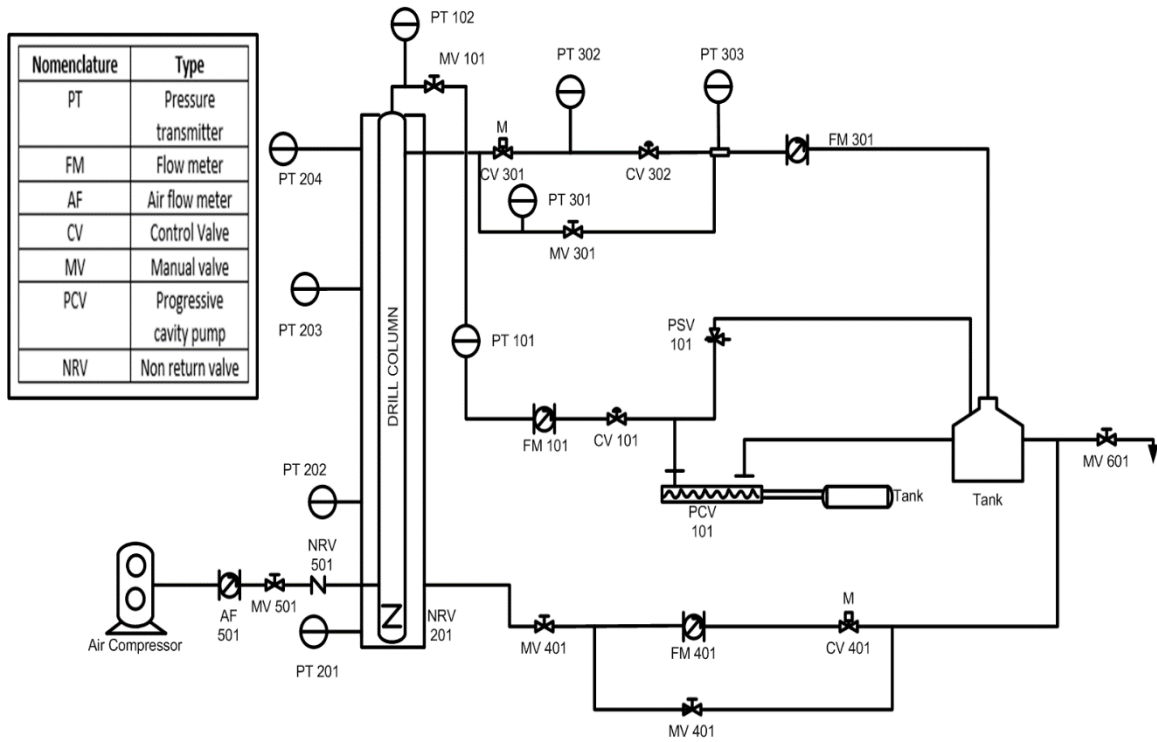 Nomenclature Type
PT Pressure
transmitter
FM Flow meter
AF Air flow meter
CV Control Valve
MV Manual valve
PCV Progressive
cavity pump
NRV Non return valve
PT 102
MV 101
PT 302
PT 303
M
FM 301
PT 204
CV 301
CV 302
PT 301
MV 301
PT 203
DRILL COLUMN
PT 101
PSV
101
FM 101
CV 101
MV 601
PT 202
Tank
Tank
PCV
101
NRV
501
MV 501
AF
501
Air Compressor
NRV
201
PT 201
M
MV 401
FM 401
CV 401
MV 401